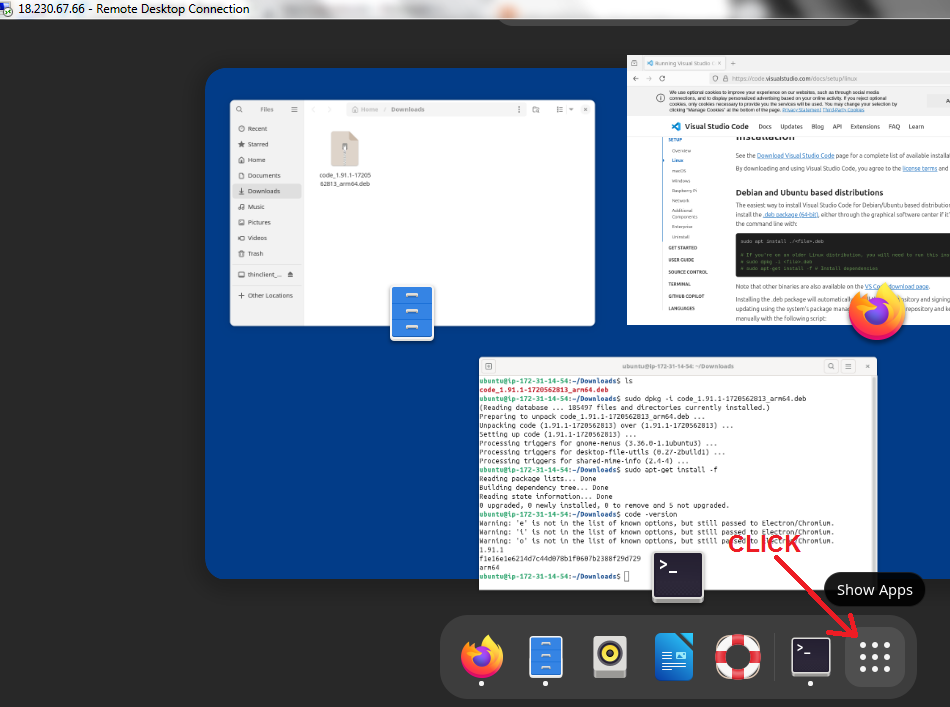 18.230.67.66 - Remote Desktop Connection
Files
Home / Downloads
Recent
Starred
Home
Documents
Downloads
Music
Pictures
Videos
Trash
thinclient_...
+ Other Locations
code_1.91.1-17205
62813_arm64.deb
Running Visual Studio
https://code.visualstudio.com/docs/setup/linux
We use optional cookies to improve your experience on our websites, such as through social media
connections, and to display personalized advertising based on your online activity. If you reject optional
cookies, only cookies necessary to provide you the services will be used. You may change your selection by
clicking "Manage Cookies" at the bottom of the page. Privacy Statement Third-Party Cookies
Visual Studio Code Docs Updates Blog API Extensions FAQ Learn
SETUP
Overview
Linux
macOS
Windows
Raspberry Pi
Network
Additional
Components
Enterprise
Uninstall
GET STARTED
USER GUIDE
SOURCE CONTROL
TERMINAL
GITHUB COPILOT
LANGUAGES
Installation
See the Download Visual Studio Code page for a complete list of available installa
By downloading and using Visual Studio Code, you agree to the license terms and
Debian and Ubuntu based distributions
The easiest way to install Visual Studio Code for Debian/Ubuntu based distribution
install the .deb package (64-bit), either through the graphical software center if it'
the command line with:
sudo apt install ./<file>.deb
# If you're on an older Linux distribution, you will need to run this ins
# sudo dpkg -i <file>.deb
# sudo apt-get install -f # Install dependencies
Note that other binaries are also available on the VS Code download page.
Installing the .deb package will automatically
updating using the system's package
manually with the following script:
ubuntu@ip-172-31-14-54: ~/Downloads
ubuntu@ip-172-31-14-54:~/Downloads$ ls
code_1.91.1-1720562813_arm64.deb
ubuntu@ip-172-31-14-54:~/Downloads$ sudo dpkg -i code_1.91.1-1720562813_arm64.deb
(Reading database ... 185497 files and directories currently installed.)
Preparing to unpack code_1.91.1-1720562813_arm64.deb ...
Unpacking code (1.91.1-1720562813) over (1.91.1-1720562813) ...
Setting up code (1.91.1-1720562813) ...
Processing triggers for gnome-menus (3.36.0-1.1ubuntu3) ...
Processing triggers for desktop-file-utils (0.27-2build1) ...
Processing triggers for shared-mime-info (2.4-4) ...
ubuntu@ip-172-31-14-54:~/Downloads$ sudo apt-get install -f
Reading package lists... Done
Building dependency tree... Done
Reading state information... Done
0 upgraded, 0 newly installed, 0 to remove and 5 not upgraded.
ubuntu@ip-172-31-14-54:~/Downloads$ code -version
Warning: 'e' is not in the list of known options, but still passed to Electron/Chromium.
Warning: 'i' is not in the list of known options, but still passed to Electron/Chromium.
Warning: 'o' is not in the list of known options, but still passed to Electron/Chromium.
1.91.1
f1e16e1e6214d7c44d078b1f0607b2388f29d729
arm64
ubuntu@ip-172-31-14-54:~/Downloads$
CLICK
Show Apps